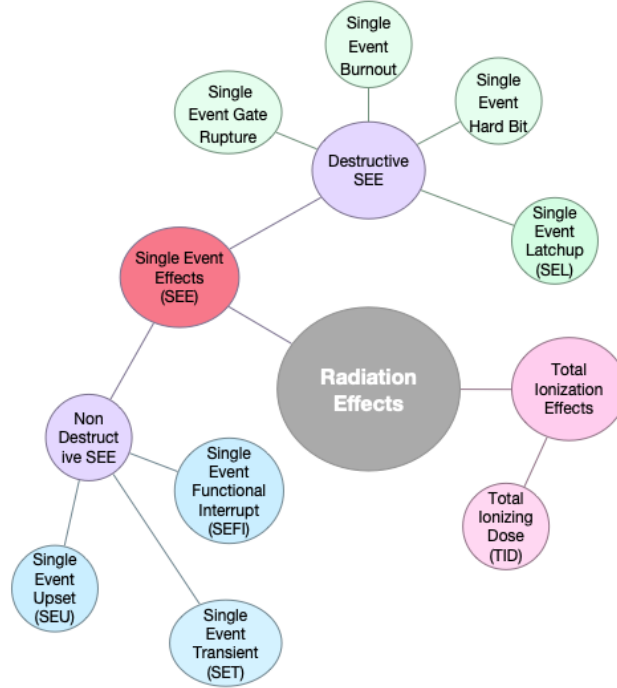 Single
Event
Burnout
Single
Event Gate
Rupture
Single
Event
Hard Bit
Destructive
SEE
Single
Event
Latchup
(SEL)
Single Event
Effects
(SEE)
Radiation
Effects
Total
Ionization
Effects
Non
Destruct
ive SEE
Single
Event
Functional
Interrupt
(SEFI)
Total
Ionizing
Dose
(TID)
Single
Event
Upset
(SEU)
Single
Event
Transient
(SET)